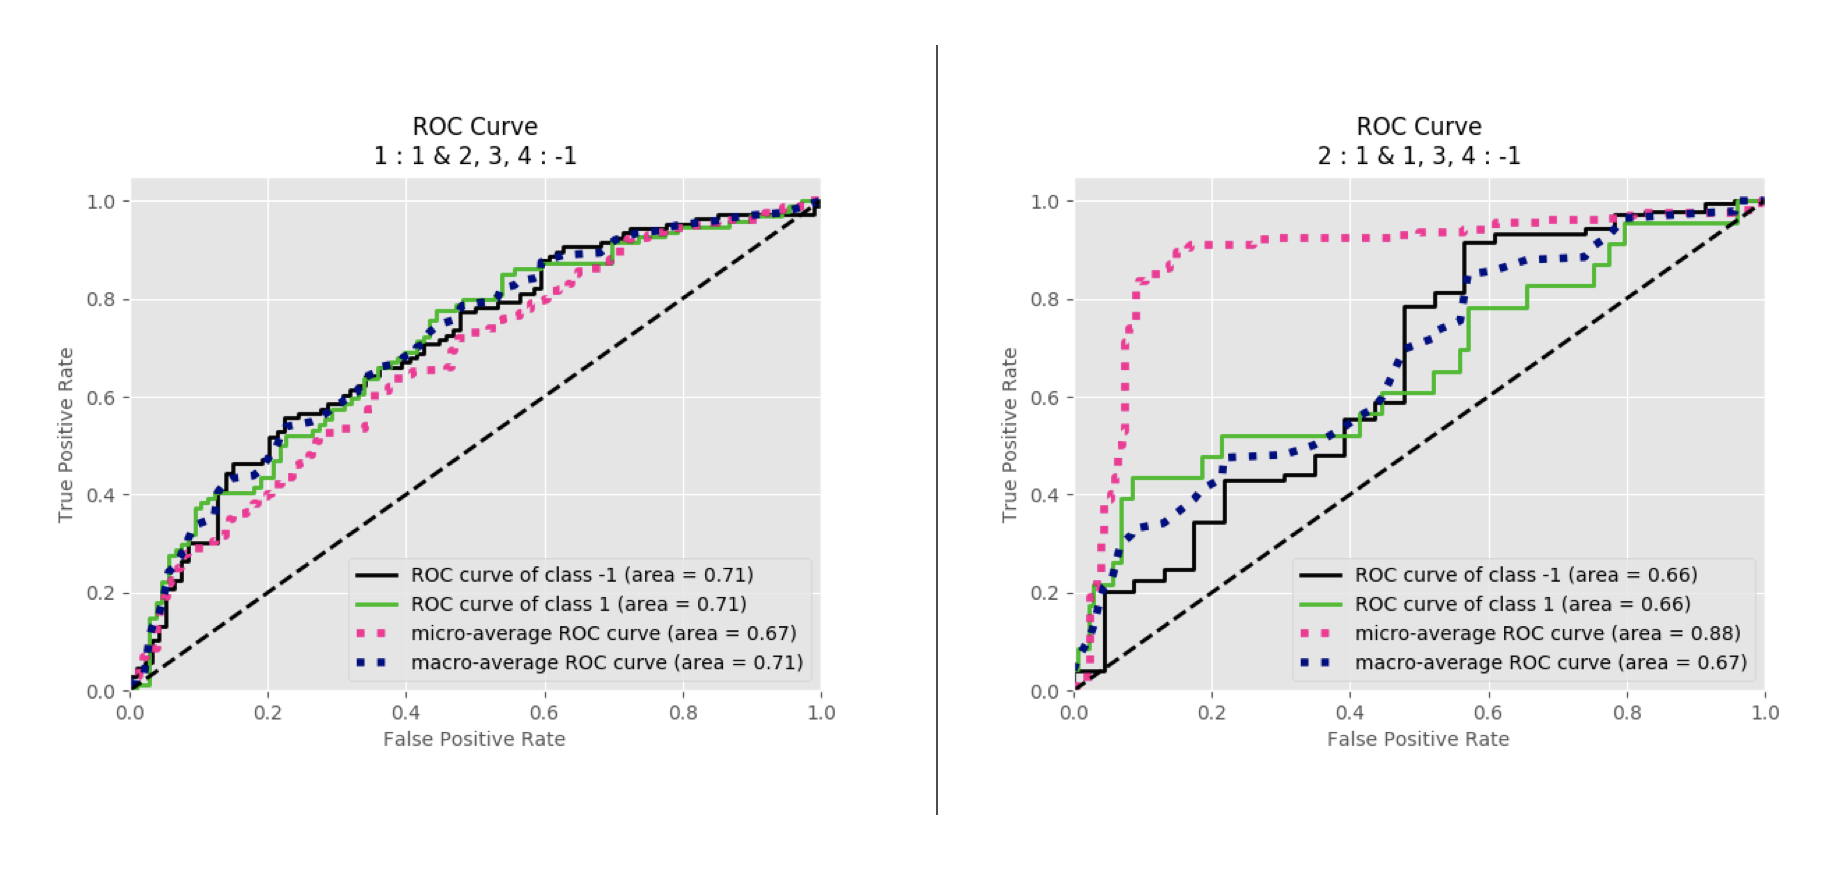 ROC Curve
1 : 1 & 2, 3, 4 : -1
True Positive Rate
1.0
0.8
0.6
0.4
0.2
0.0
ROC curve of class -1 (area = 0.71)
ROC curve of class 1 (area = 0.71)
micro-average ROC curve (area = 0.67)
macro-average ROC curve (area = 0.71)
0.0 0.2 0.4 0.6 0.8 1.0
False Positive Rate
ROC Curve
2 : 1 & 1, 3, 4 : -1
True Positive Rate
1.0
0.8
0.6
0.4
0.2
0.0
ROC curve of class -1 (area = 0.66)
ROC curve of class 1 (area = 0.66)
micro-average ROC curve (area = 0.88)
macro-average ROC curve (area = 0.67)
0.0 0.2 0.4 0.6 0.8 1.0
False Positive Rate